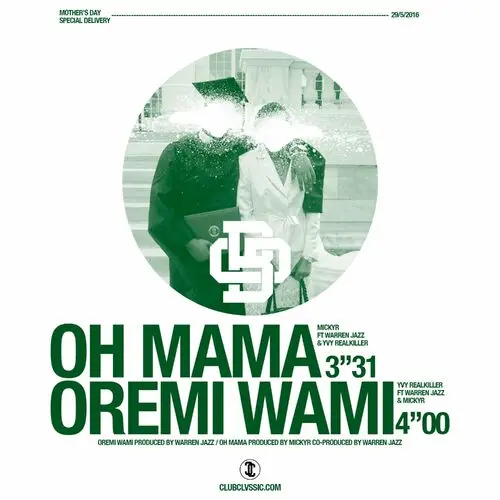 MOTHER'S DAY
SPECIAL DELIVERY
29/5/2016
OH MAMA 3"31
MICKYR
FT WARREN JAZZ
& YVY REALKILLER
OREMI WAMI 4"00
YVY REALKILLER
FT WARREN JAZZ
& MICKYR
OREMI WAMI PRODUCED BY WARREN JAZZ / OH MAMA PRODUCED BY MICKYR CO-PRODUCED BY WARREN JAZZ
CLUBCLVSSIC.COM